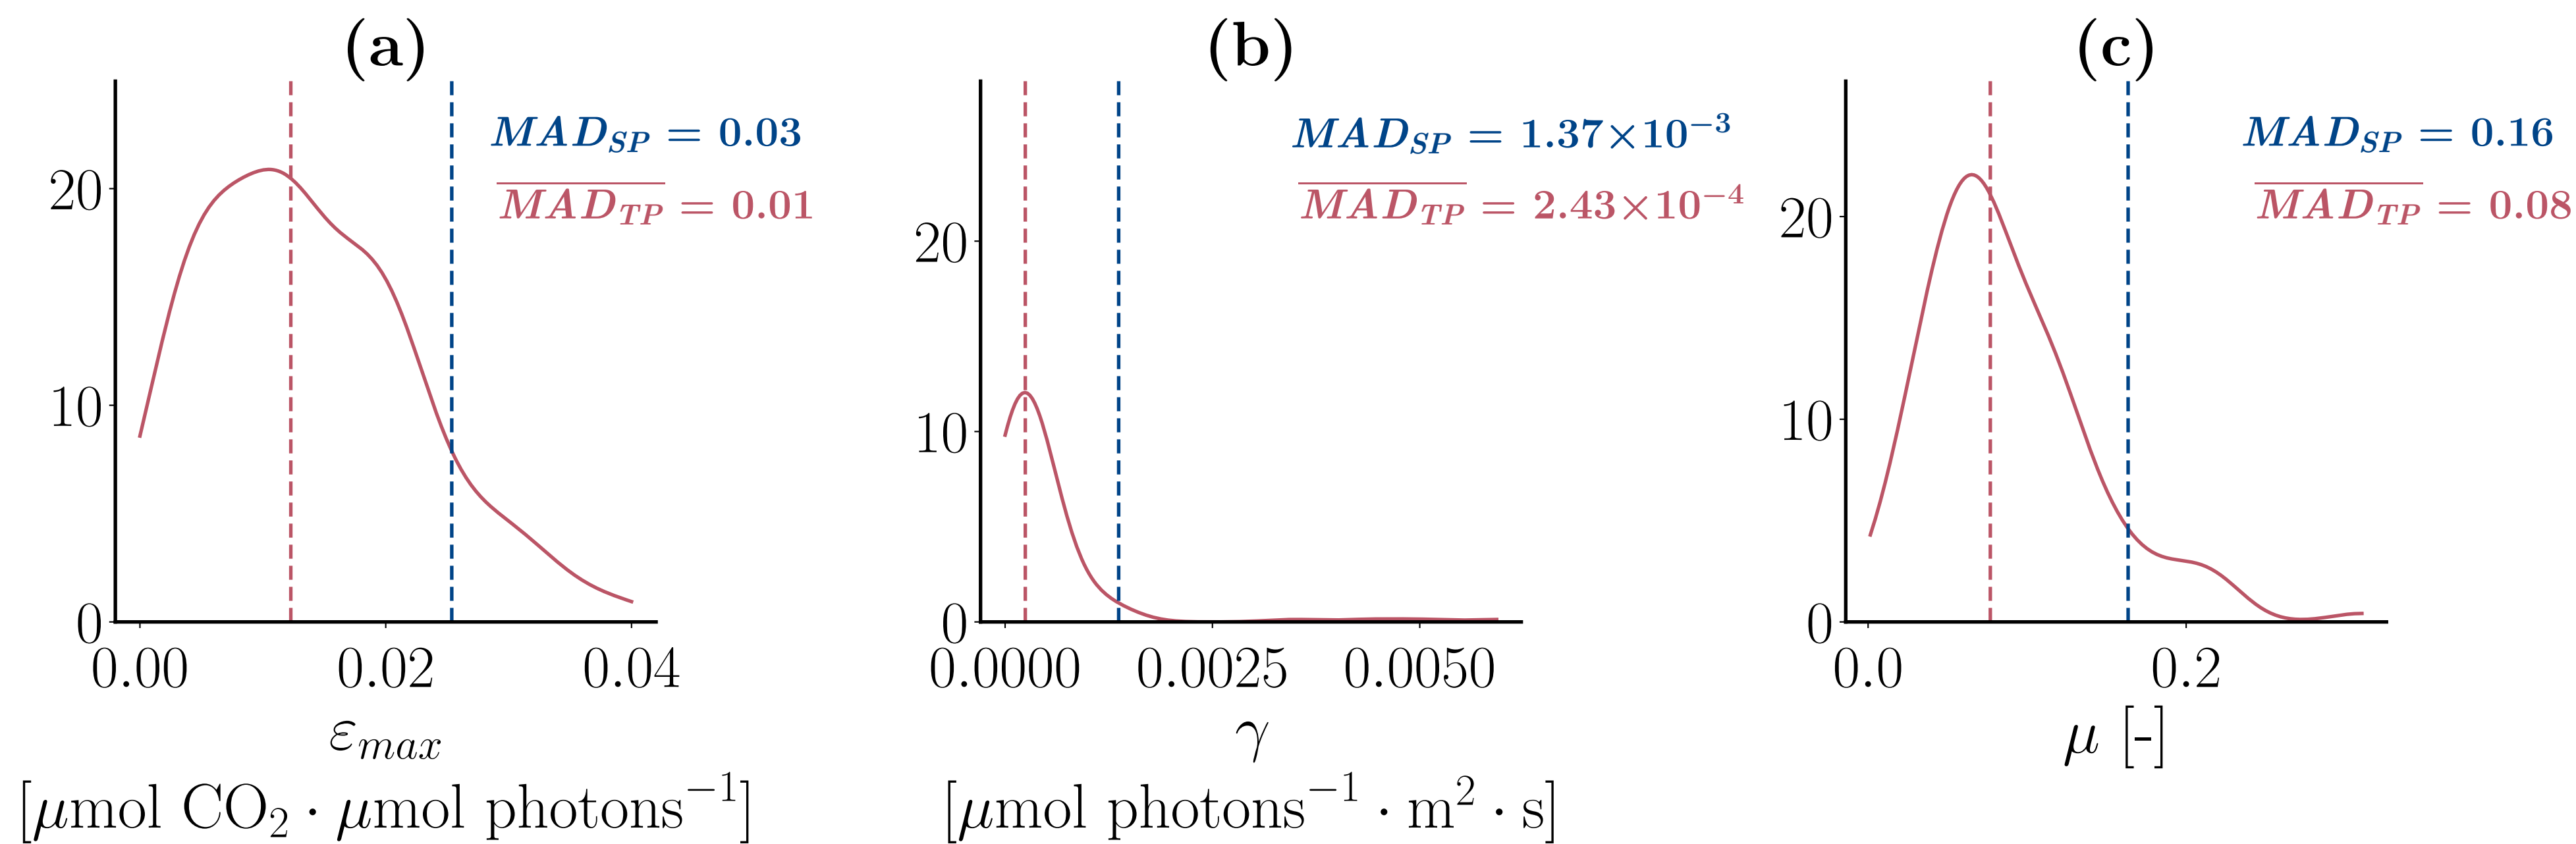 (a)
MAD_SP = 0.03
MAD_TP = 0.01
20
10
0
0.00 0.02 0.04
ε_max
[μmol CO₂ · μmol photons⁻¹]
(b)
MAD_SP = 1.37×10⁻³
MAD_TP = 2.43×10⁻⁴
20
10
0
0.0000 0.0025 0.0050
γ
[μmol photons⁻¹ · m² · s]
(c)
MAD_SP = 0.16
MAD_TP = 0.08
20
10
0
0.0 0.2
μ [-]